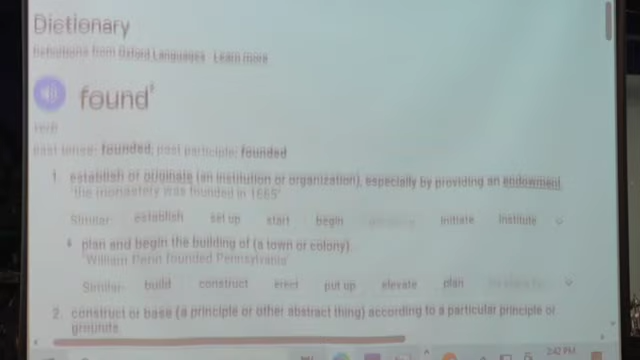 Dictionary
Definitions from Oxford Languages Learn more
found¹
verb
past tense: founded; past participle: founded
1. establish or originate (an institution or organization), especially by providing an endowment.
"the monastery was founded in 1665"
Similar: establish set up start begin initiate institute
plan and begin the building of (a town or colony).
"William Penn founded Pennsylvania"
Similar: build construct erect put up elevate plan
2. construct or base (a principle or other abstract thing) according to a particular principle or
grounds.
2:42 PM